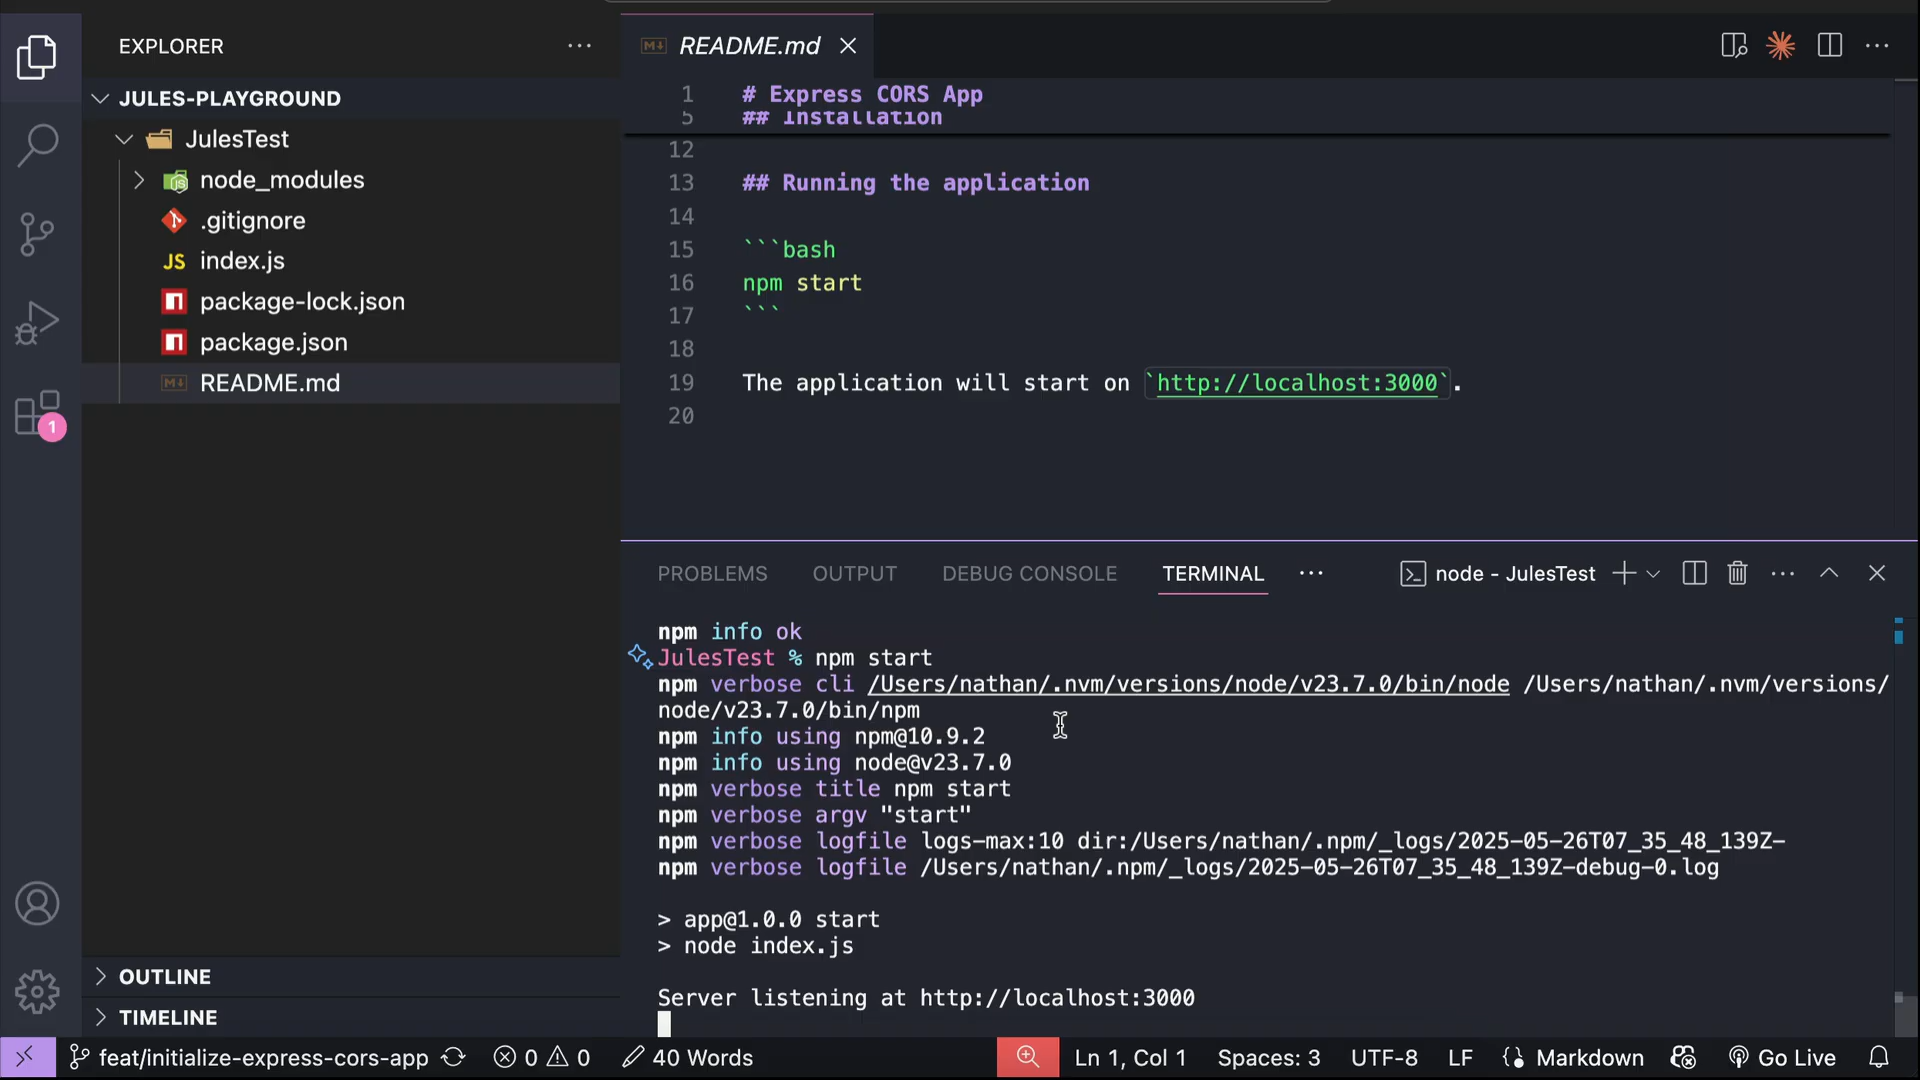 EXPLORER
README.md
JULES-PLAYGROUND
JulesTest
node_modules
.gitignore
JS index.js
package-lock.json
package.json
README.md
OUTLINE
TIMELINE
1 # Express CORS App
5 ## Installation
12
13 ## Running the application
14
15 ```bash
16 npm start
17 ```
18
19 The application will start on `http://localhost:3000`.
20
1
PROBLEMS OUTPUT DEBUG CONSOLE TERMINAL node - JulesTest
npm info ok
JulesTest % npm start
npm verbose cli /Users/nathan/.nvm/versions/node/v23.7.0/bin/node /Users/nathan/.nvm/versions/
node/v23.7.0/bin/npm
npm info using npm@10.9.2
npm info using node@v23.7.0
npm verbose title npm start
npm verbose argv "start"
npm verbose logfile logs-max:10 dir:/Users/nathan/.npm/_logs/2025-05-26T07_35_48_139Z-
npm verbose logfile /Users/nathan/.npm/_logs/2025-05-26T07_35_48_139Z-debug-0.log
> app@1.0.0 start
> node index.js
Server listening at http://localhost:3000
feat/initialize-express-cors-app 0 0 40 Words Ln 1, Col 1 Spaces: 3 UTF-8 LF Markdown Go Live